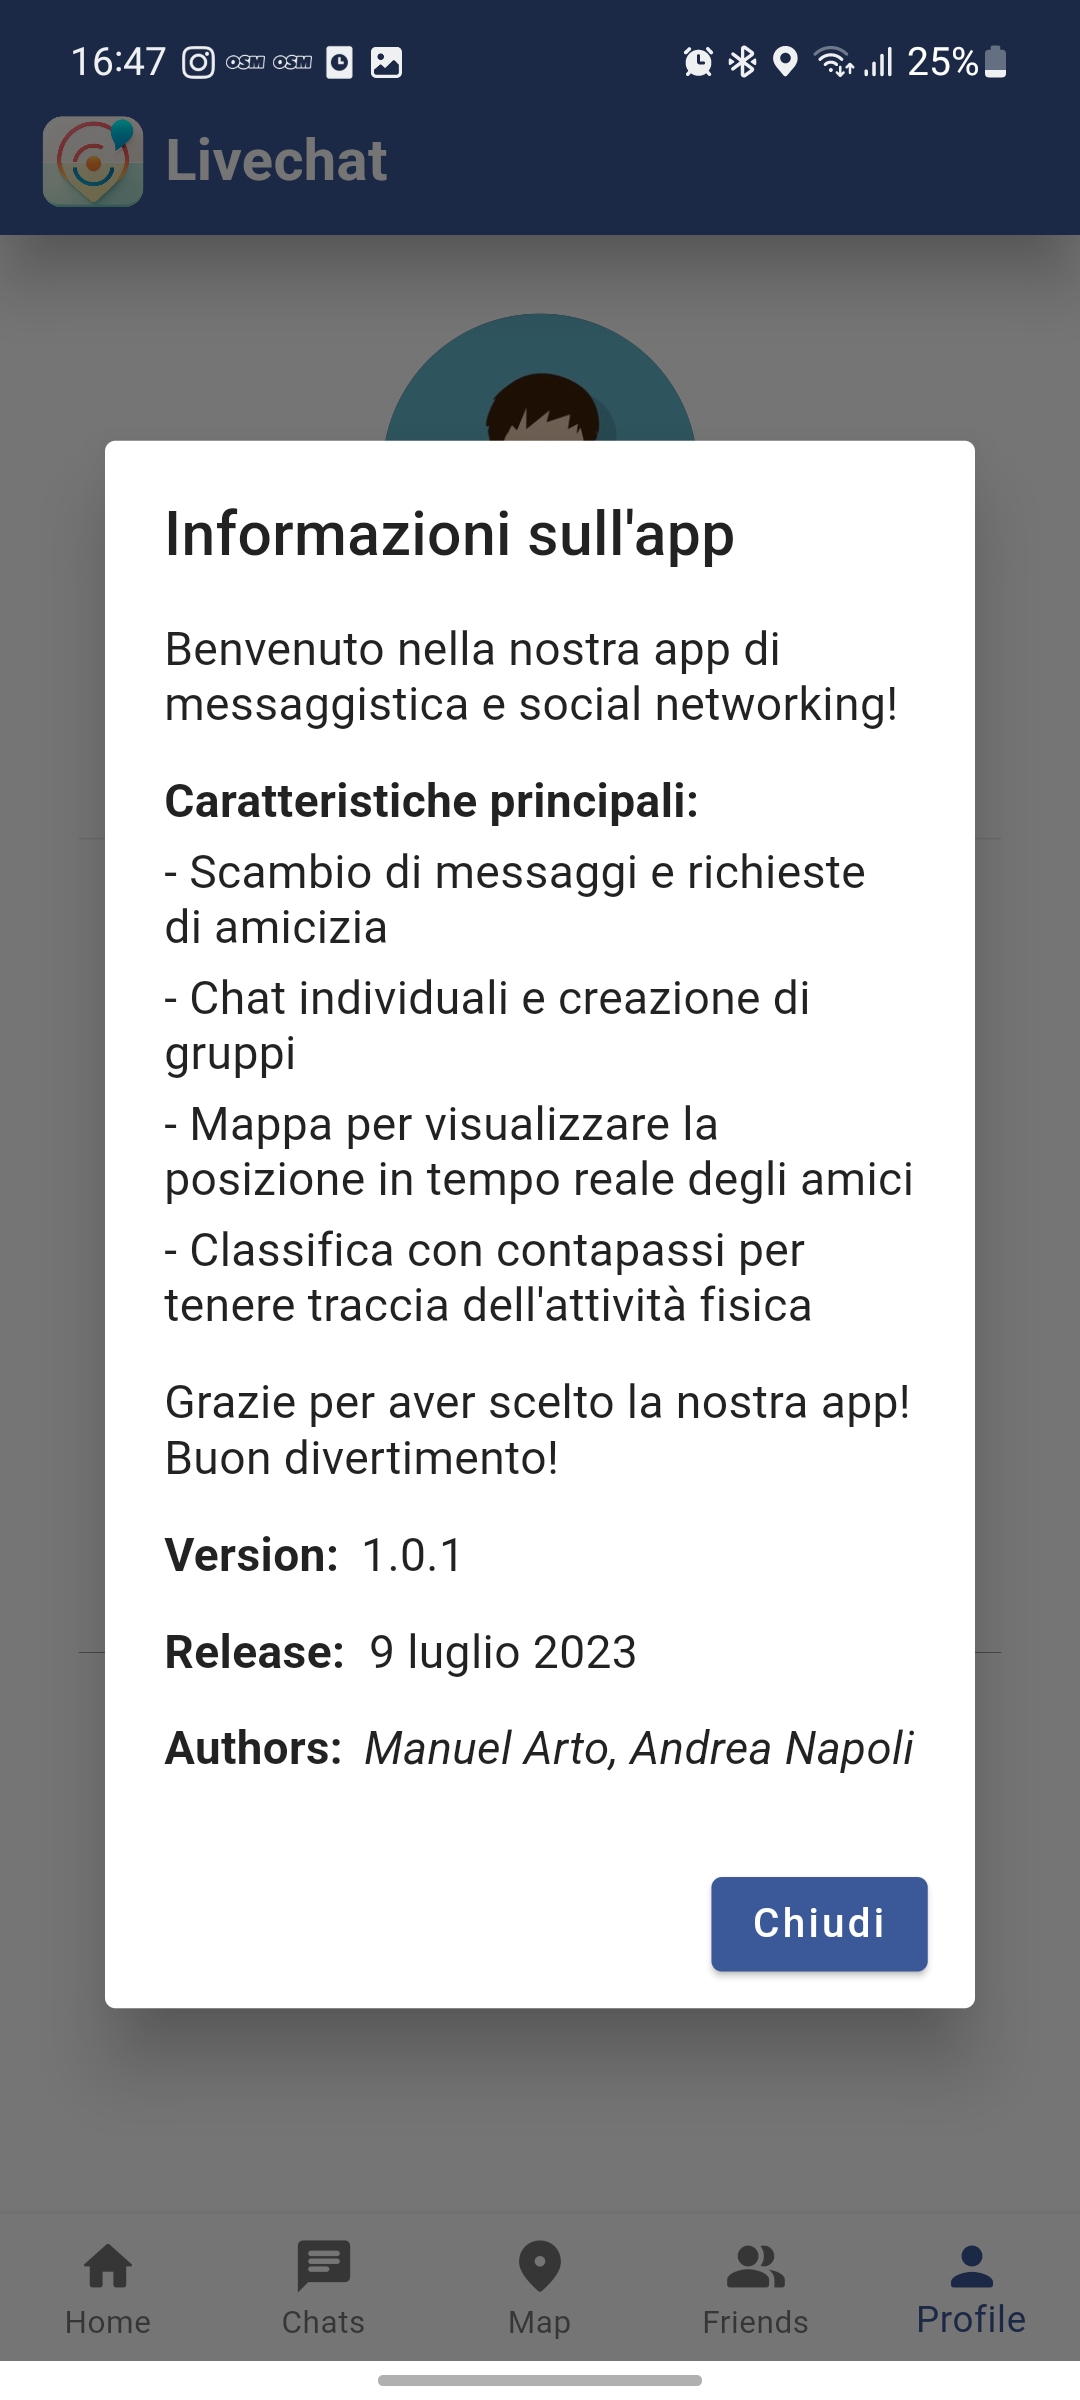 16:47 OSM OSM 25%
Livechat
Informazioni sull'app
Benvenuto nella nostra app di
messaggistica e social networking!
Caratteristiche principali:
- Scambio di messaggi e richieste
di amicizia
- Chat individuali e creazione di
gruppi
- Mappa per visualizzare la
posizione in tempo reale degli amici
- Classifica con contapassi per
tenere traccia dell'attività fisica
Grazie per aver scelto la nostra app!
Buon divertimento!
Version: 1.0.1
Release: 9 luglio 2023
Authors: Manuel Arto, Andrea Napoli
Chiudi
Home Chats Map Friends Profile